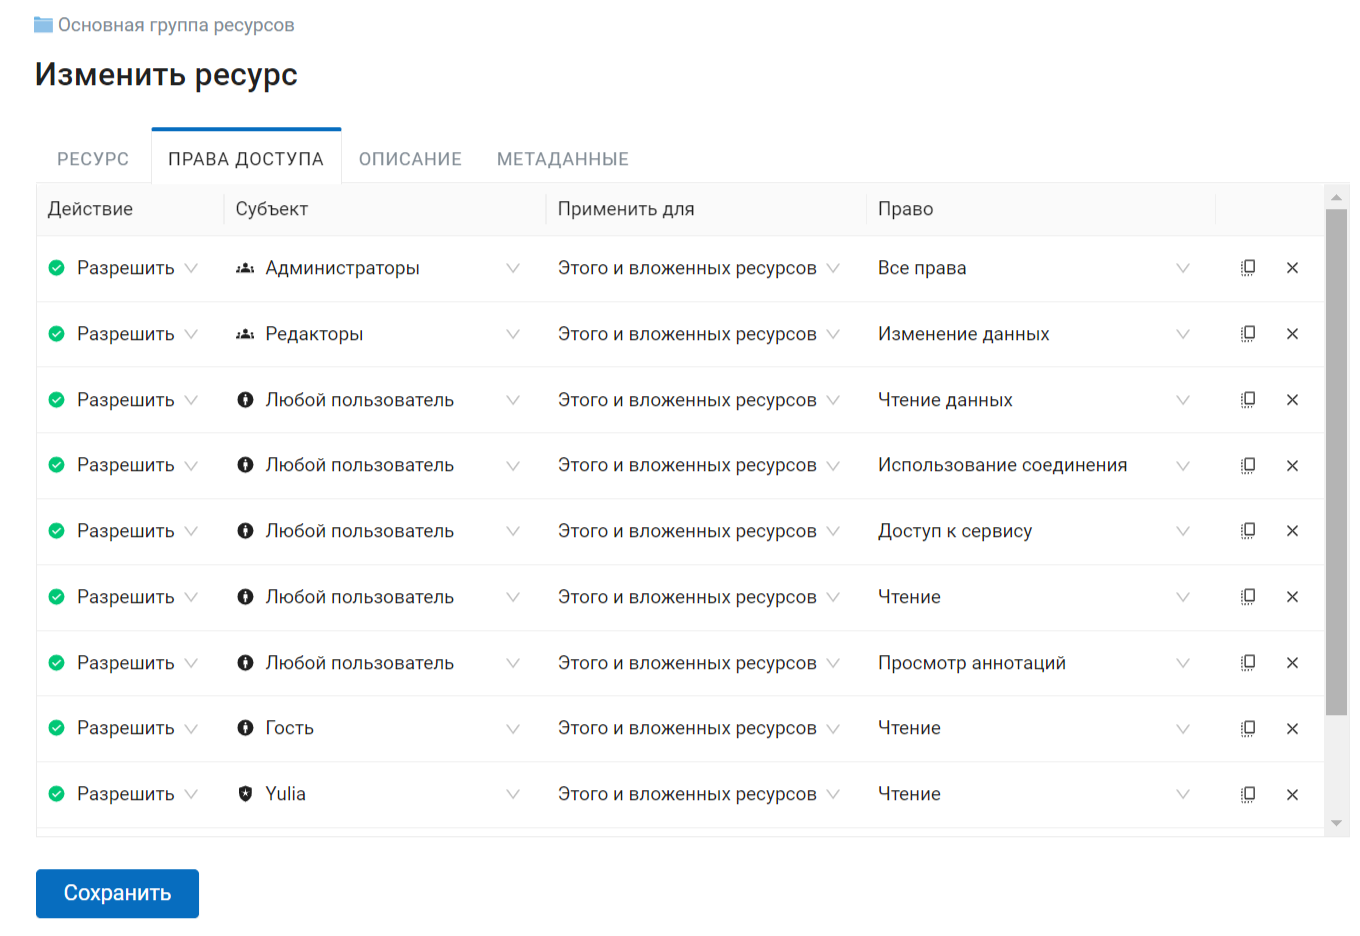 Основная группа ресурсов
Изменить ресурс
РЕСУРС ПРАВА ДОСТУПА ОПИСАНИЕ МЕТАДАННЫЕ
Действие Субъект Применить для Право
Разрешить Администраторы Этого и вложенных ресурсов Все права
Разрешить Редакторы Этого и вложенных ресурсов Изменение данных
Разрешить Любой пользователь Этого и вложенных ресурсов Чтение данных
Разрешить Любой пользователь Этого и вложенных ресурсов Использование соединения
Разрешить Любой пользователь Этого и вложенных ресурсов Доступ к сервису
Разрешить Любой пользователь Этого и вложенных ресурсов Чтение
Разрешить Любой пользователь Этого и вложенных ресурсов Просмотр аннотаций
Разрешить Гость Этого и вложенных ресурсов Чтение
Разрешить Yulia Этого и вложенных ресурсов Чтение
Сохранить